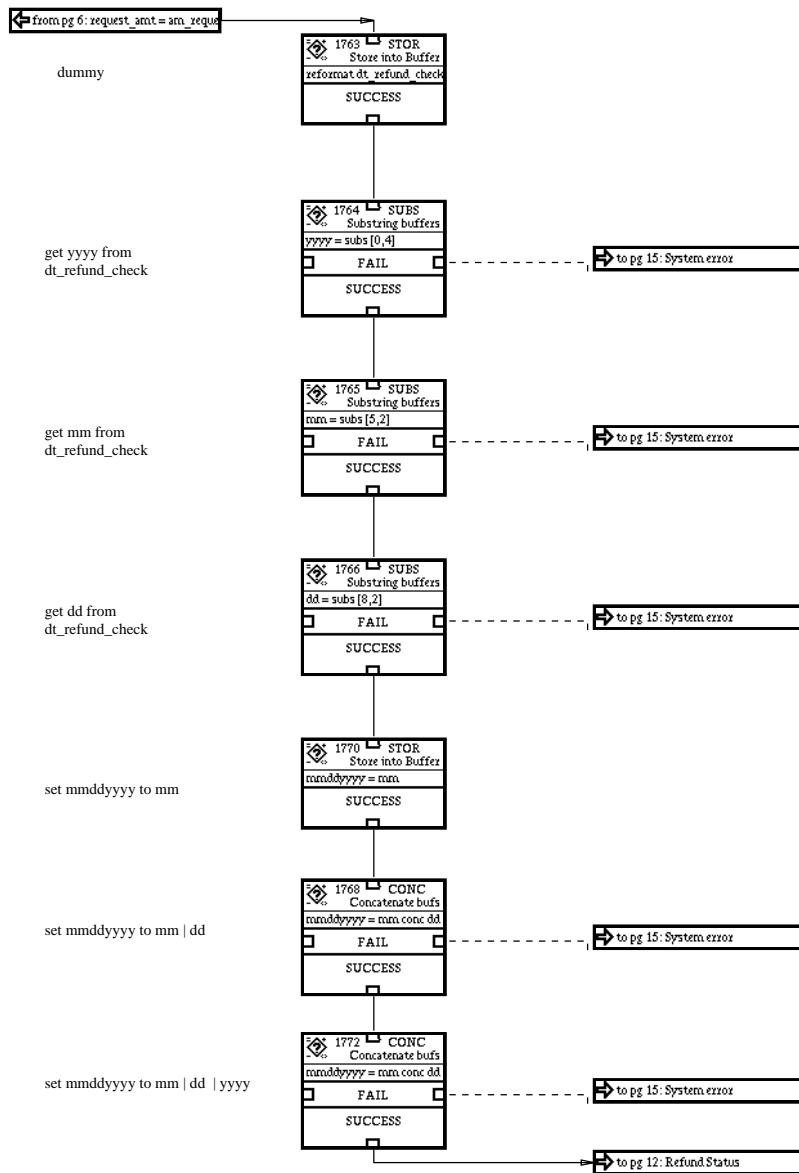 from pg 6: request_amt = am_reque
1763 STOR
Store into Buffer
reformat dt_refund_check
SUCCESS
dummy
1764 SUBS
Substring buffers
yyyy = subs [0,4]
FAIL
SUCCESS
get yyyy from
dt_refund_check
to pg 15: System error
1765 SUBS
Substring buffers
mm = subs [5,2]
FAIL
SUCCESS
get mm from
dt_refund_check
to pg 15: System error
1766 SUBS
Substring buffers
dd = subs [8,2]
FAIL
SUCCESS
get dd from
dt_refund_check
to pg 15: System error
1770 STOR
Store into Buffer
mmddyyyy = mm
SUCCESS
set mmddyyyy to mm
1768 CONC
Concatenate bufs
mmddyyyy = mm conc dd
FAIL
SUCCESS
set mmddyyyy to mm | dd
to pg 15: System error
1772 CONC
Concatenate bufs
mmddyyyy = mm conc dd
FAIL
SUCCESS
set mmddyyyy to mm | dd | yyyy
to pg 15: System error
to pg 12: Refund Status